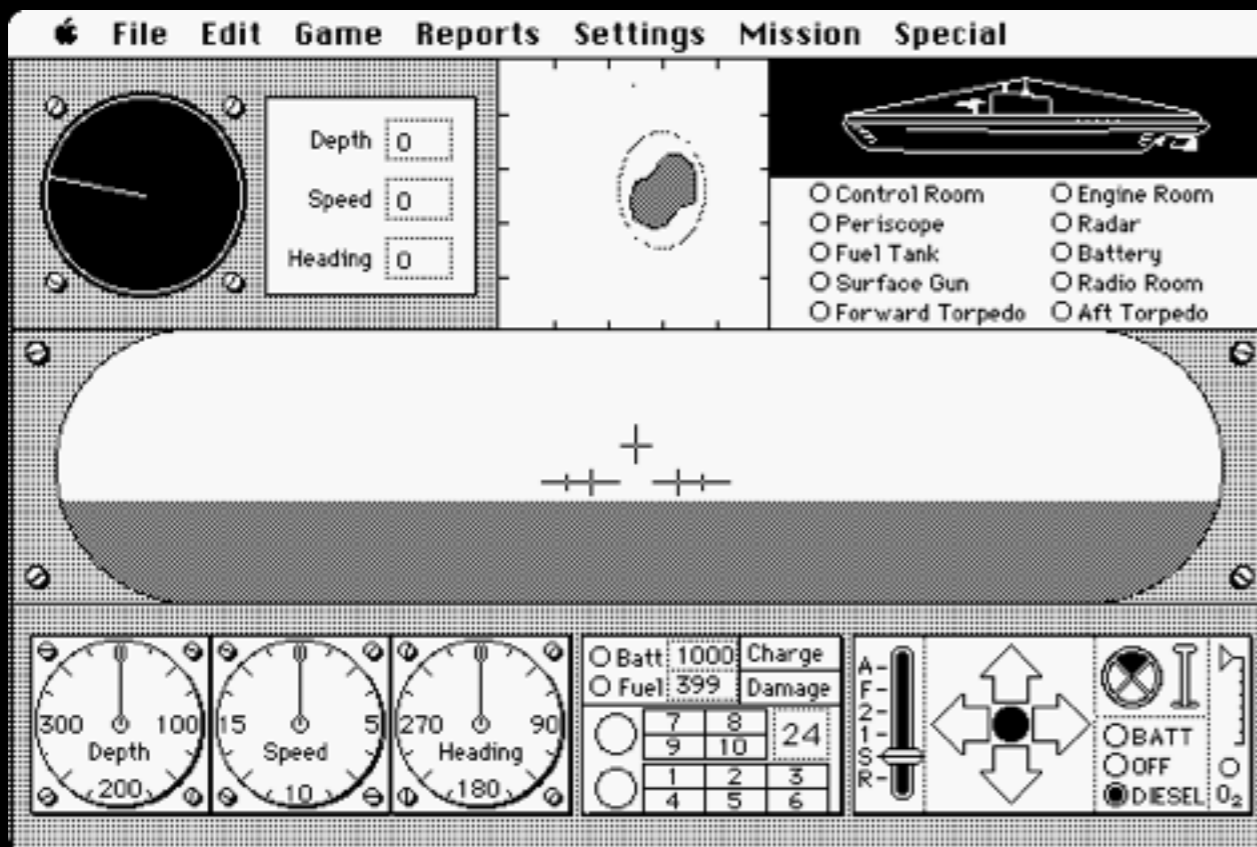 File Edit Game Reports Settings Mission Special
Depth 0
Speed 0
Heading 0
Control Room Engine Room
Periscope Radar
Fuel Tank Battery
Surface Gun Radio Room
Forward Torpedo Aft Torpedo
0
300 100
Depth
200
0
15 5
Speed
10
0
270 90
Heading
180
Batt 1000 Charge
Fuel 399 Damage
7 8
9 10
24
1 2 3
4 5 6
A-
F-
2-
1-
S-
R-
BATT
OFF
DIESEL
O₂